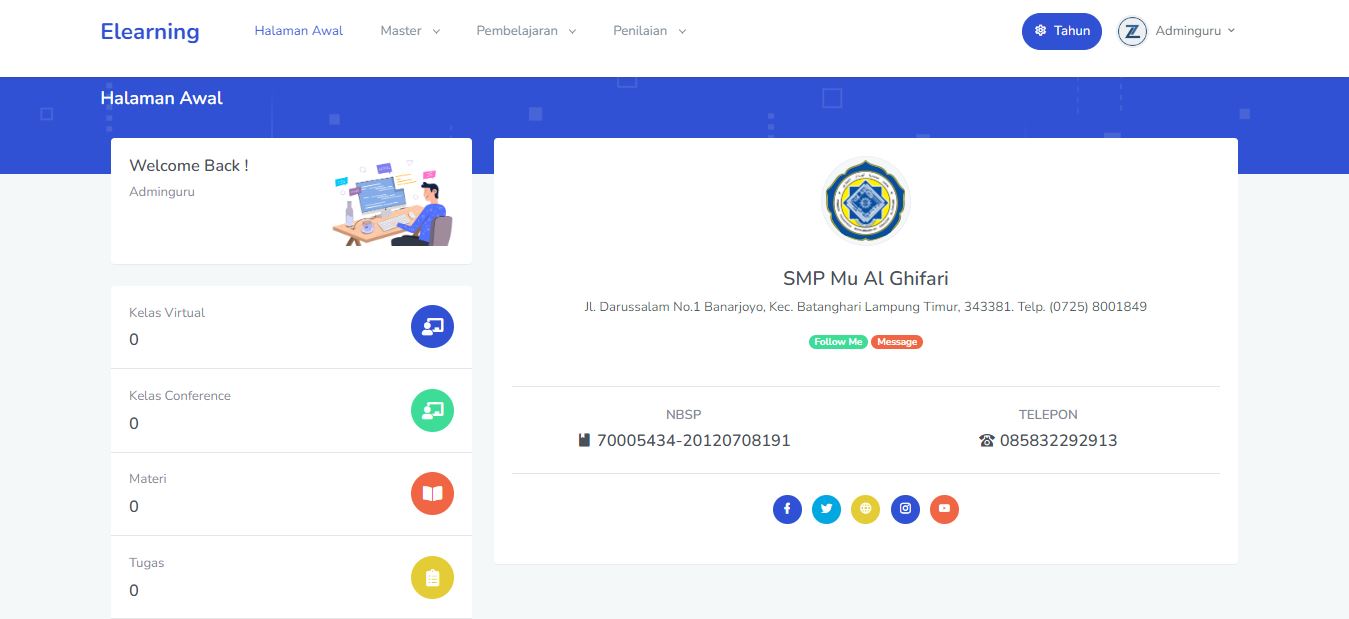 Elearning
Halaman Awal
Master
Pembelajaran
Penilaian
Tahun
Adminguru
Halaman Awal
Welcome Back !
Adminguru
Kelas Virtual
0
Kelas Conference
0
Materi
0
Tugas
0
SMP Mu Al Ghifari
Jl. Darussalam No.1 Banarjoyo, Kec. Batanghari Lampung Timur, 343381. Telp. (0725) 8001849
Follow Me Message
NBSP
70005434-20120708191
TELEPON
085832292913